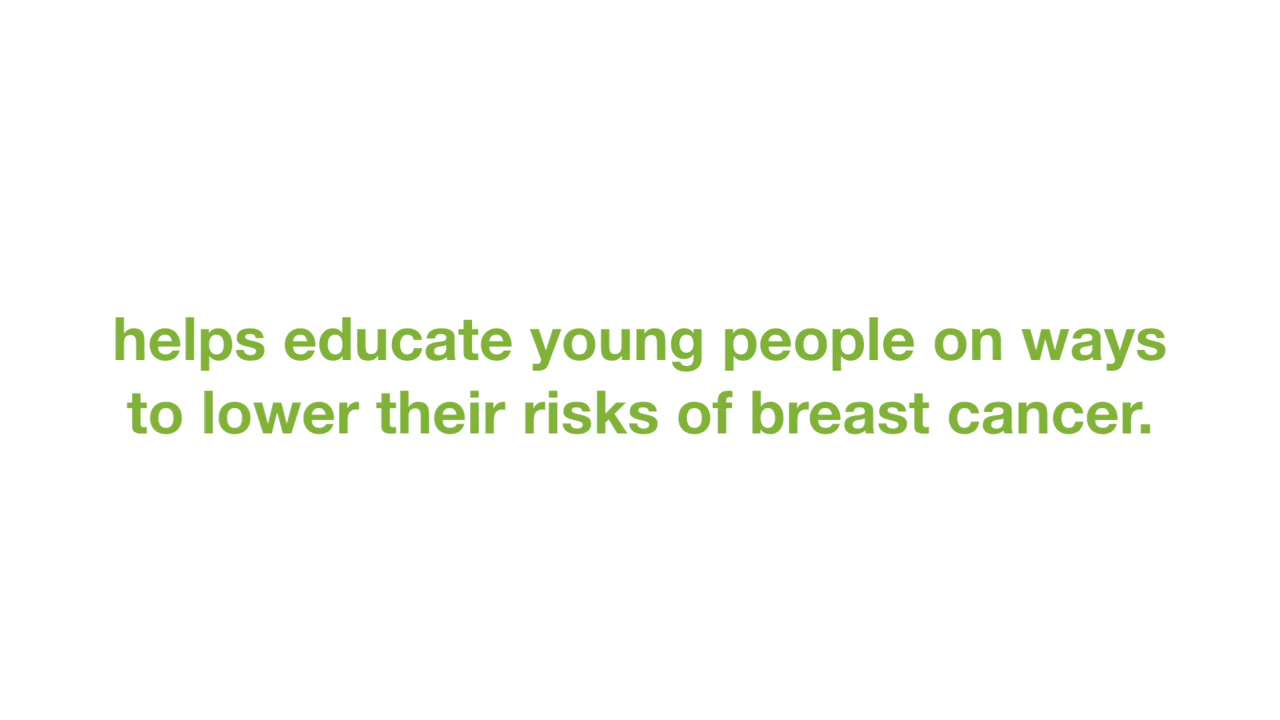 helps educate young people on ways
to lower their risks of breast cancer.